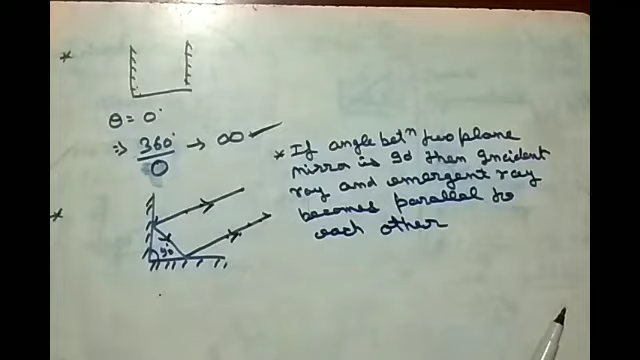 *
θ = 0°
⇒ 360°/0 → ∞
* If angle betⁿ two plane
mirror is 90 then Incident
ray and emergent ray
becomes parallel to
each other
*
90